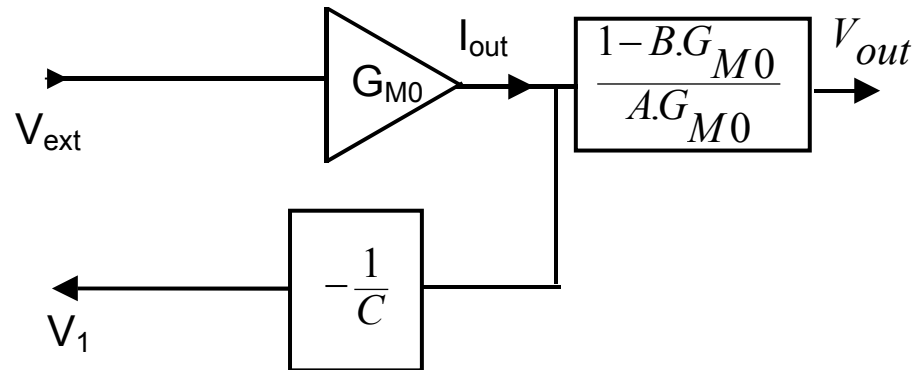 V_ext
G_M0
I_out
1−B.G_M0
A.G_M0
V_out
−1/C
V_1